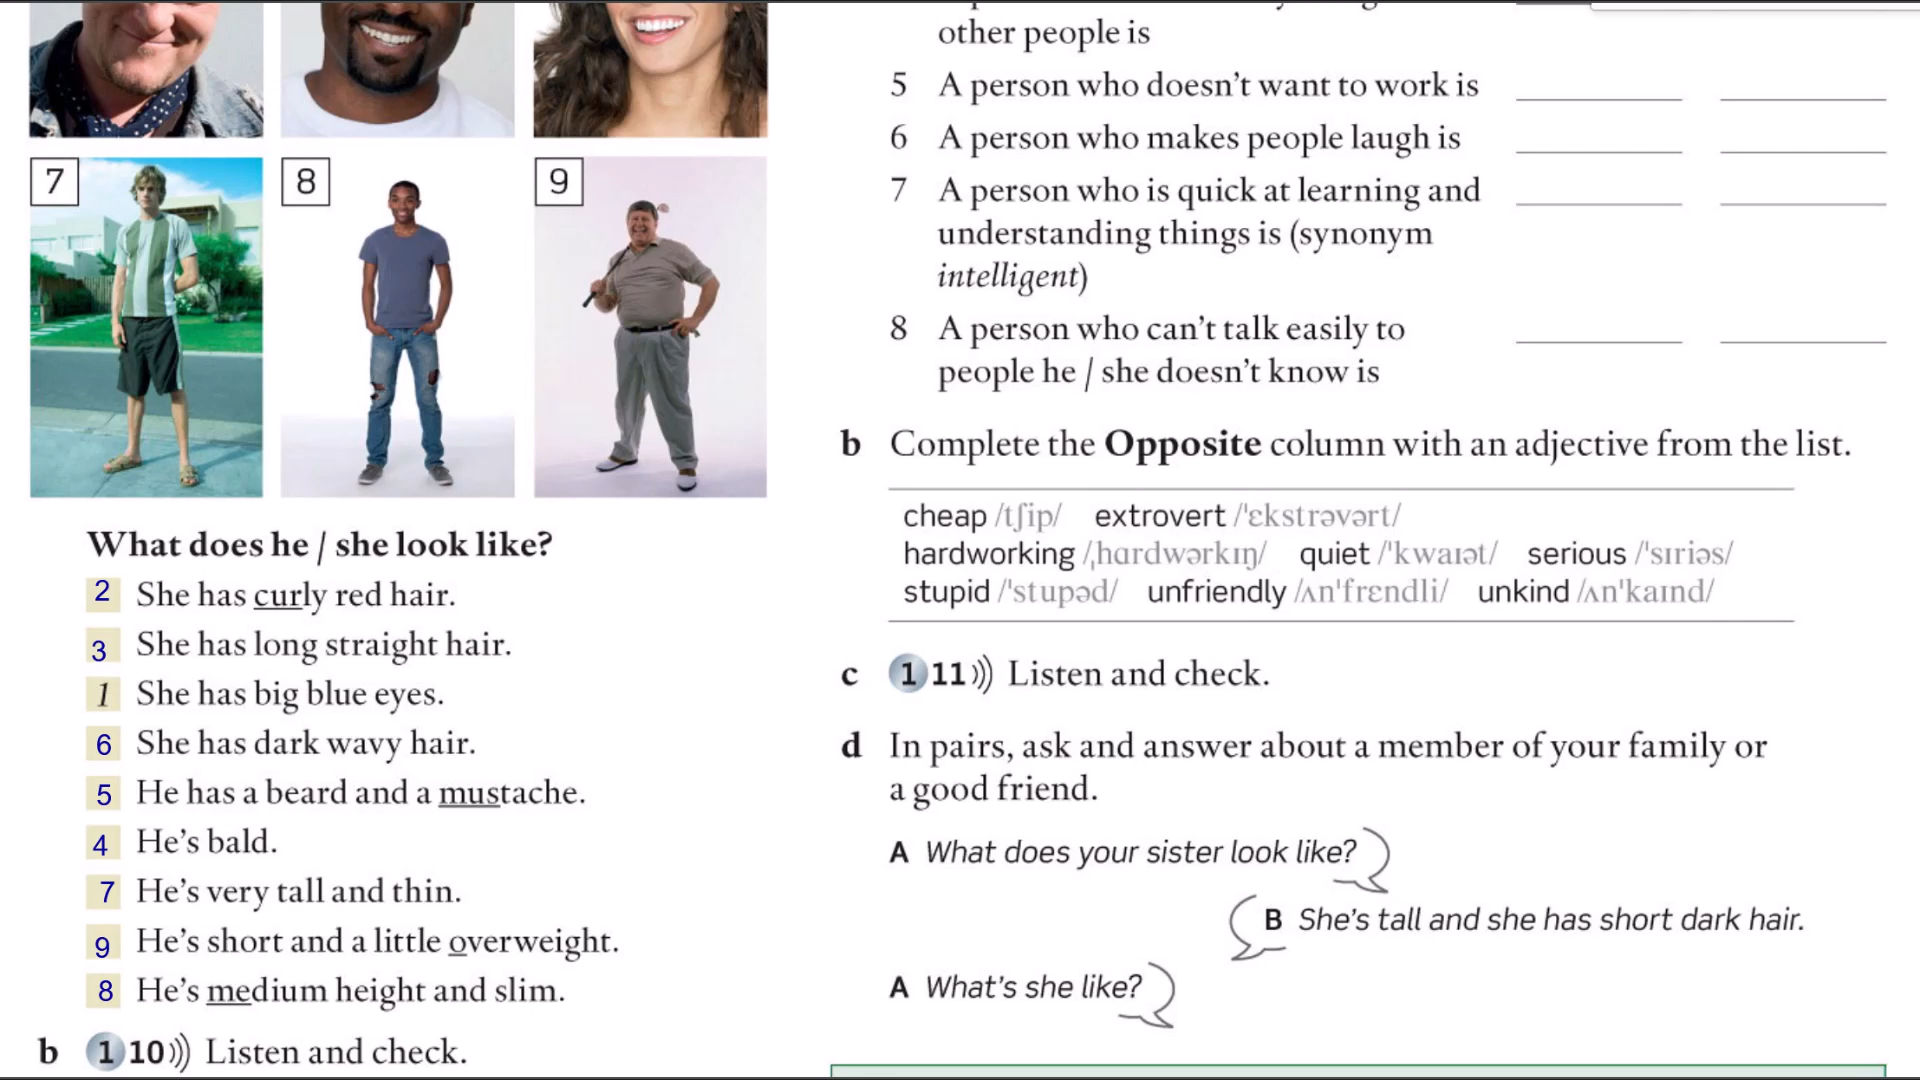 other people is
5 A person who doesn't want to work is
6 A person who makes people laugh is
7 A person who is quick at learning and
understanding things is (synonym
intelligent)
8 A person who can't talk easily to
people he / she doesn't know is
b Complete the Opposite column with an adjective from the list.
cheap /tʃip/ extrovert /ˈɛkstrəvərt/
hardworking /ˌhɑrdwərkɪŋ/ quiet /ˈkwaɪət/ serious /ˈsɪriəs/
stupid /ˈstupəd/ unfriendly /ʌnˈfrɛndli/ unkind /ʌnˈkaɪnd/
c 1 11 Listen and check.
d In pairs, ask and answer about a member of your family or
a good friend.
A What does your sister look like?
B She's tall and she has short dark hair.
A What's she like?
7
8
9
What does he / she look like?
2 She has curly red hair.
3 She has long straight hair.
1 She has big blue eyes.
6 She has dark wavy hair.
5 He has a beard and a mustache.
4 He's bald.
7 He's very tall and thin.
9 He's short and a little overweight.
8 He's medium height and slim.
b 1 10 Listen and check.